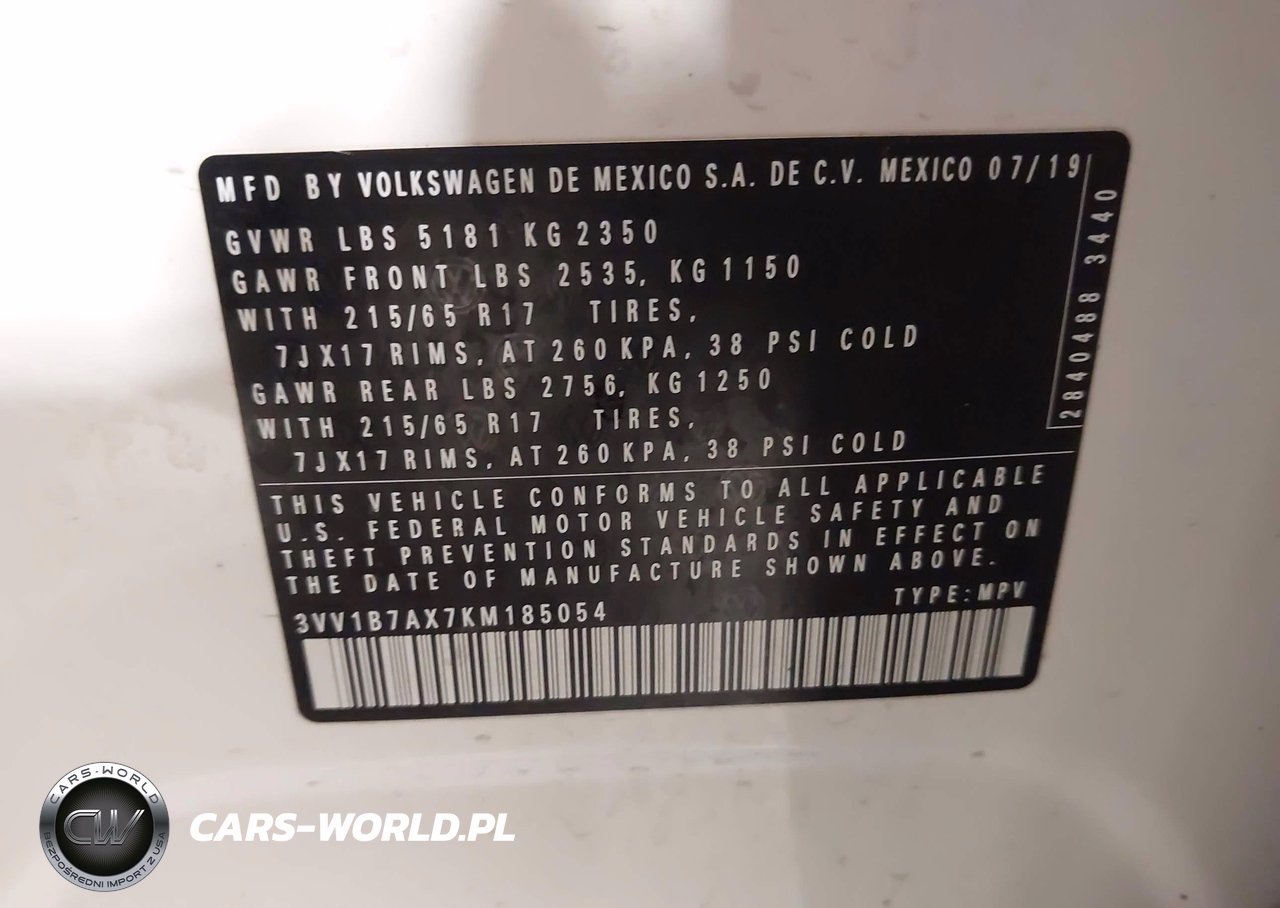 MFD BY VOLKSWAGEN DE MEXICO S.A. DE C.V. MEXICO 07/19
GVWR LBS 5181 KG 2350
GAWR FRONT LBS 2535, KG 1150
WITH 215/65 R17 TIRES,
7JX17 RIMS, AT 260 KPA, 38 PSI COLD
GAWR REAR LBS 2756, KG 1250
WITH 215/65 R17 TIRES,
7JX17 RIMS, AT 260 KPA, 38 PSI COLD
2840488 3440
THIS VEHICLE CONFORMS TO ALL APPLICABLE
U.S. FEDERAL MOTOR VEHICLE SAFETY AND
THEFT PREVENTION STANDARDS IN EFFECT ON
THE DATE OF MANUFACTURE SHOWN ABOVE.
3VV1B7AX7KM185054 TYPE: MPV
CARS-WORLD
CW
BEZPOŚREDNI IMPORT Z USA
CARS-WORLD.PL